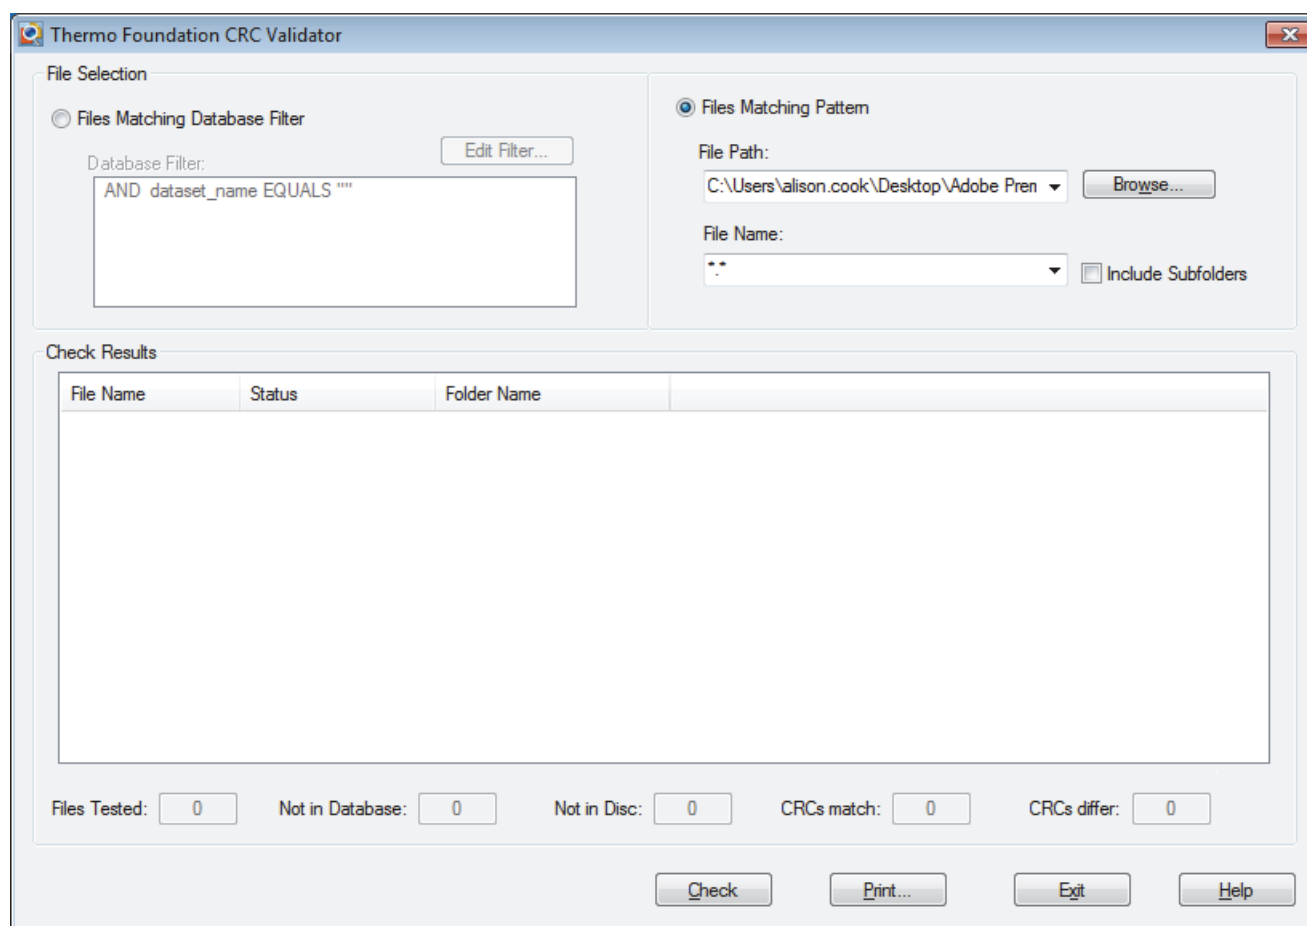 Thermo Foundation CRC Validator
File Selection
Files Matching Database Filter
Edit Filter...
Database Filter:
AND dataset_name EQUALS ""
Files Matching Pattern
File Path:
C:\Users\alison.cook\Desktop\Adobe Pren
Browse...
File Name:
*.*
Include Subfolders
Check Results
File Name Status Folder Name
Files Tested: 0 Not in Database: 0 Not in Disc: 0 CRCs match: 0 CRCs differ: 0
Check Print... Exit Help